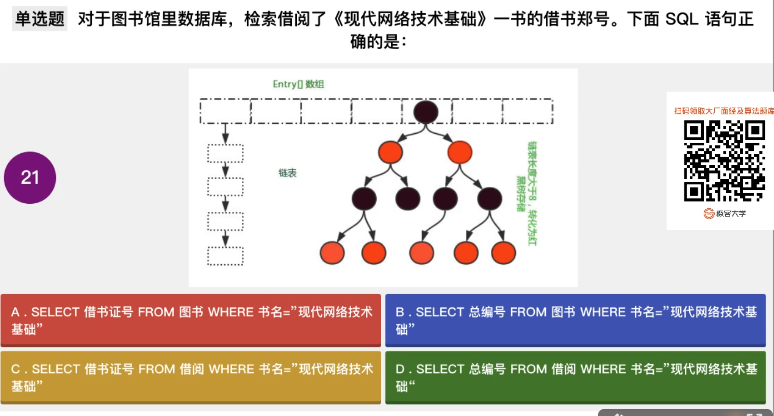 单选题 对于图书馆里数据库，检索借阅了《现代网络技术基础》一书的借书郑号。下面 SQL 语句正
确的是：
Entry[] 数组
链表
链表长度大于8，转化为红
黑树存储
21
扫码领取大厂面经及算法题库
极客大学
A . SELECT 借书证号 FROM 图书 WHERE 书名=”现代网络技术
基础”
B . SELECT 总编号 FROM 图书 WHERE 书名=”现代网络技术基
础”
C . SELECT 借书证号 FROM 借阅 WHERE 书名=”现代网络技术
基础”
D . SELECT 总编号 FROM 借阅 WHERE 书名=”现代网络技术基
础“